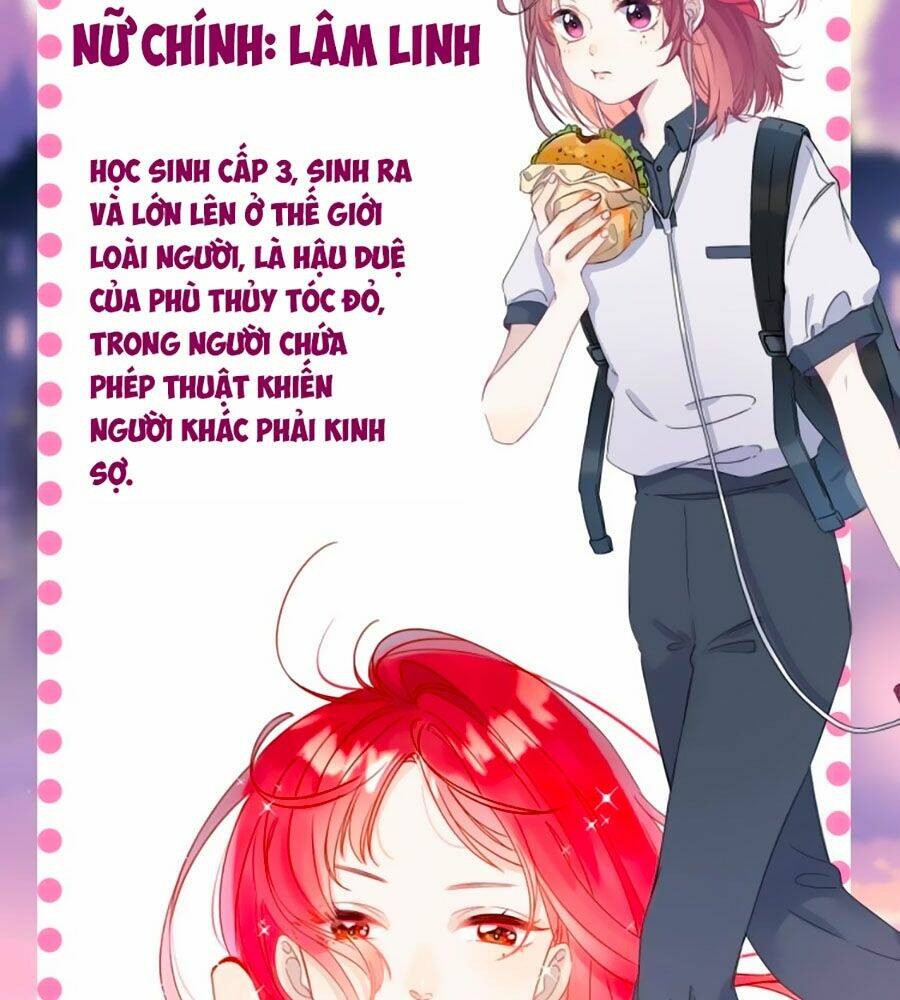 NỮ CHÍNH: LÂM LINH
HỌC SINH CẤP 3, SINH RA
VÀ LỚN LÊN Ở THẾ GIỚI
LOÀI NGƯỜI, LÀ HẬU DUỆ
CỦA PHÙ THỦY TÓC ĐỎ,
TRONG NGƯỜI CHỨA
PHÉP THUẬT KHIẾN
NGƯỜI KHÁC PHẢI KINH
SỢ.